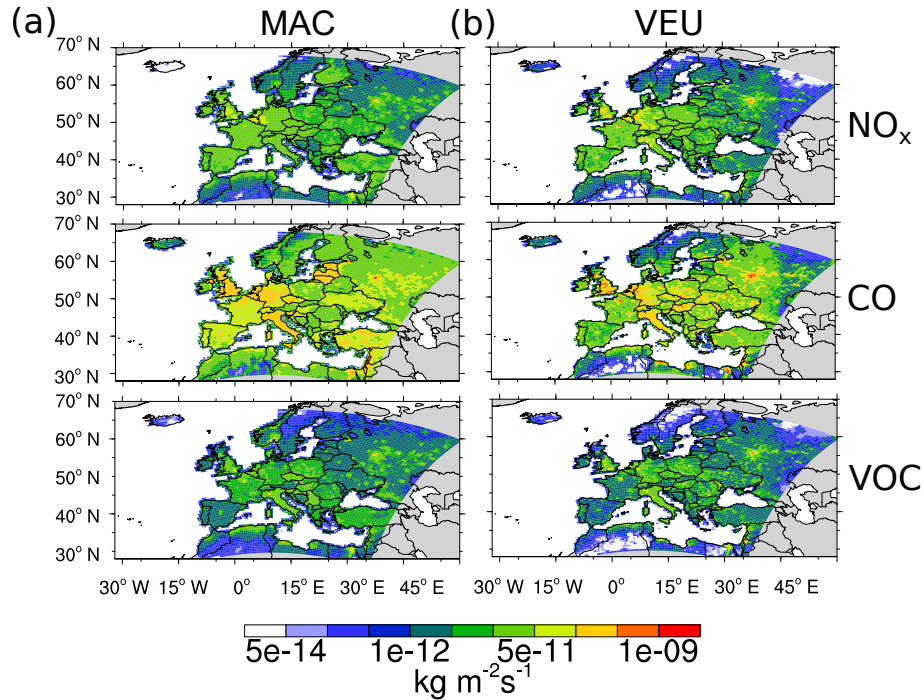 (a) MAC (b) VEU
70° N
60° N
50° N
40° N
30° N
NOx
70° N
60° N
50° N
40° N
30° N
CO
70° N
60° N
50° N
40° N
30° N
VOC
30° W 15° W 0° 15° E 30° E 45° E 30° W 15° W 0° 15° E 30° E 45° E
5e-14 1e-12 5e-11 1e-09
kg m⁻²s⁻¹